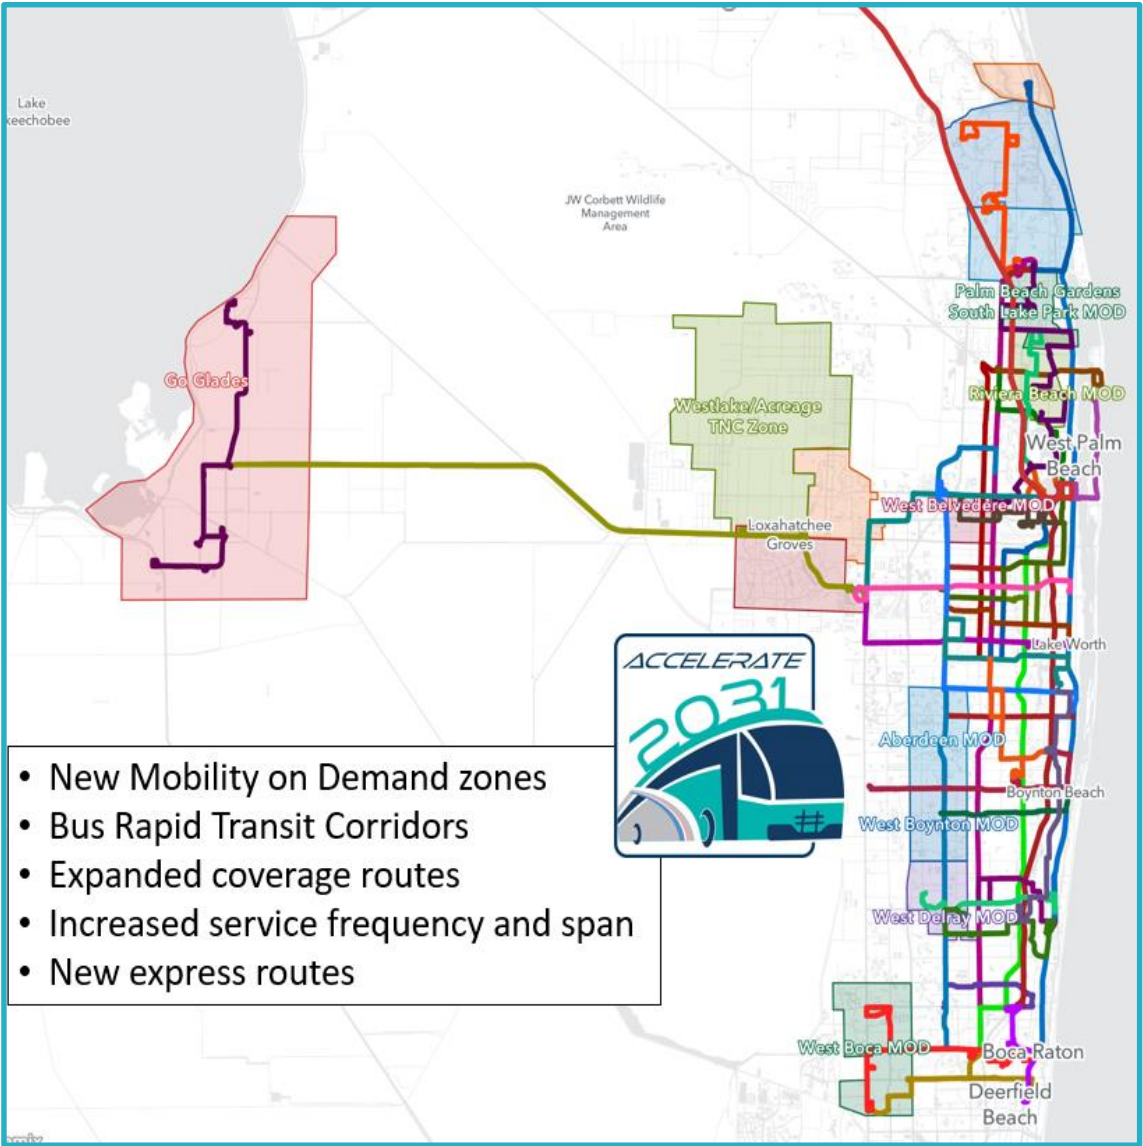 Lake
keechobee
JW Corbett Wildlife
Management
Area
Palm Beach Gardens
South Lake Park MOD
Go Glades
Riviera Beach MOD
Westlake/Acreage
TNC Zone
West Palm
Beach
West Belvedere MOD
Loxahatchee
Groves
Lake Worth
ACCELERATE
2031
Aberdeen MOD
• New Mobility on Demand zones
• Bus Rapid Transit Corridors
• Expanded coverage routes
• Increased service frequency and span
• New express routes
Boynton Beach
West Boynton MOD
West Delray MOD
West Boca MOD
Boca Raton
Deerfield
Beach